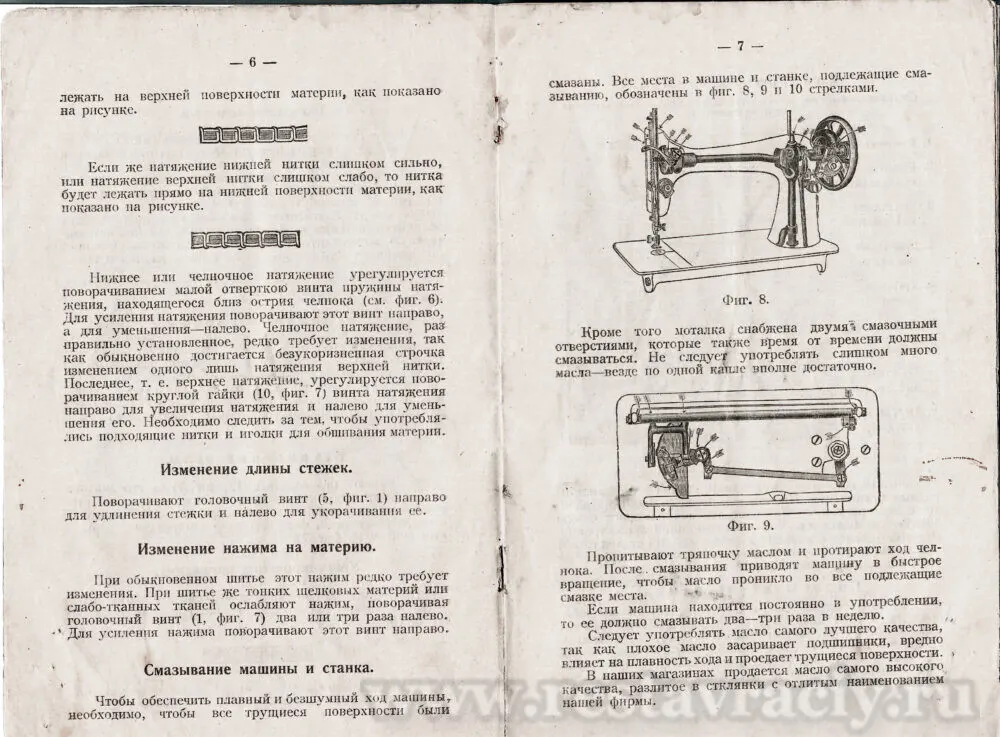 — 6 —
лежать на верхней поверхности материи, как показано
на рисунке.
Если же натяжение нижней нитки слишком сильно,
или натяжение верхней нитки слишком слабо, то нитка
будет лежать прямо на нижней поверхности материи, как
показано на рисунке.
Нижнее или челночное натяжение урегулируется
поворачиванием малой отверткою винта пружины натя-
жения, находящегося близ острия челнока (см. фиг. 6).
Для усиления натяжения поворачивают этот винт направо,
а для уменьшения—налево. Челночное натяжение, раз
правильно установленное, редко требует изменения, так
как обыкновенно достигается безукоризненная строчка
изменением одного лишь натяжения верхней нитки.
Последнее, т. е. верхнее натяжение, урегулируется пово-
рачиванием круглой гайки (10, фиг. 7) винта натяжения
направо для увеличения натяжения и налево для умень-
шения его. Необходимо следить за тем, чтобы употребля-
лись подходящие нитки и иголки для обшивания материи.
Изменение длины стежек.
Поворачивают головочный винт (5, фиг. 1) направо
для удлинения стежки и налево для укорачивания ее.
Изменение нажима на материю.
При обыкновенном шитье этот нажим редко требует
изменения. При шитье же тонких шелковых материй или
слабо-тканных тканей ослабляют нажим, поворачивая
головочный винт (1, фиг. 7) два или три раза налево.
Для усиления нажима поворачивают этот винт направо.
Смазывание машины и станка.
Чтобы обеспечить плавный и безшумный ход машины,
необходимо, чтобы все трущиеся поверхности были
— 7 —
смазаны. Все места в машине и станке, подлежащие сма-
зыванию, обозначены в фиг. 8, 9 и 10 стрелками.
Фиг. 8.
Кроме того моталка снабжена двумя смазочными
отверстиями, которые также время от времени должны
смазываться. Не следует употреблять слишком много
масла—везде по одной капле вполне достаточно.
Фиг. 9.
Пропитывают тряпочку маслом и протирают ход чел-
нока. После смазывания приводят машину в быстрое
вращение, чтобы масло проникло во все подлежащие
смазке места.
Если машина находится постоянно в употреблении,
то ее должно смазывать два—три раза в неделю.
Следует употреблять масло самого лучшего качества,
так как плохое масло засаривает подшипники, вредно
влияет на плавность хода и проедает трущиеся поверхности.
В наших магазинах продается масло самого высокого
качества, разлитое в стклянки с отлитым наименованием
нашей фирмы.
www.restavraciy.ru